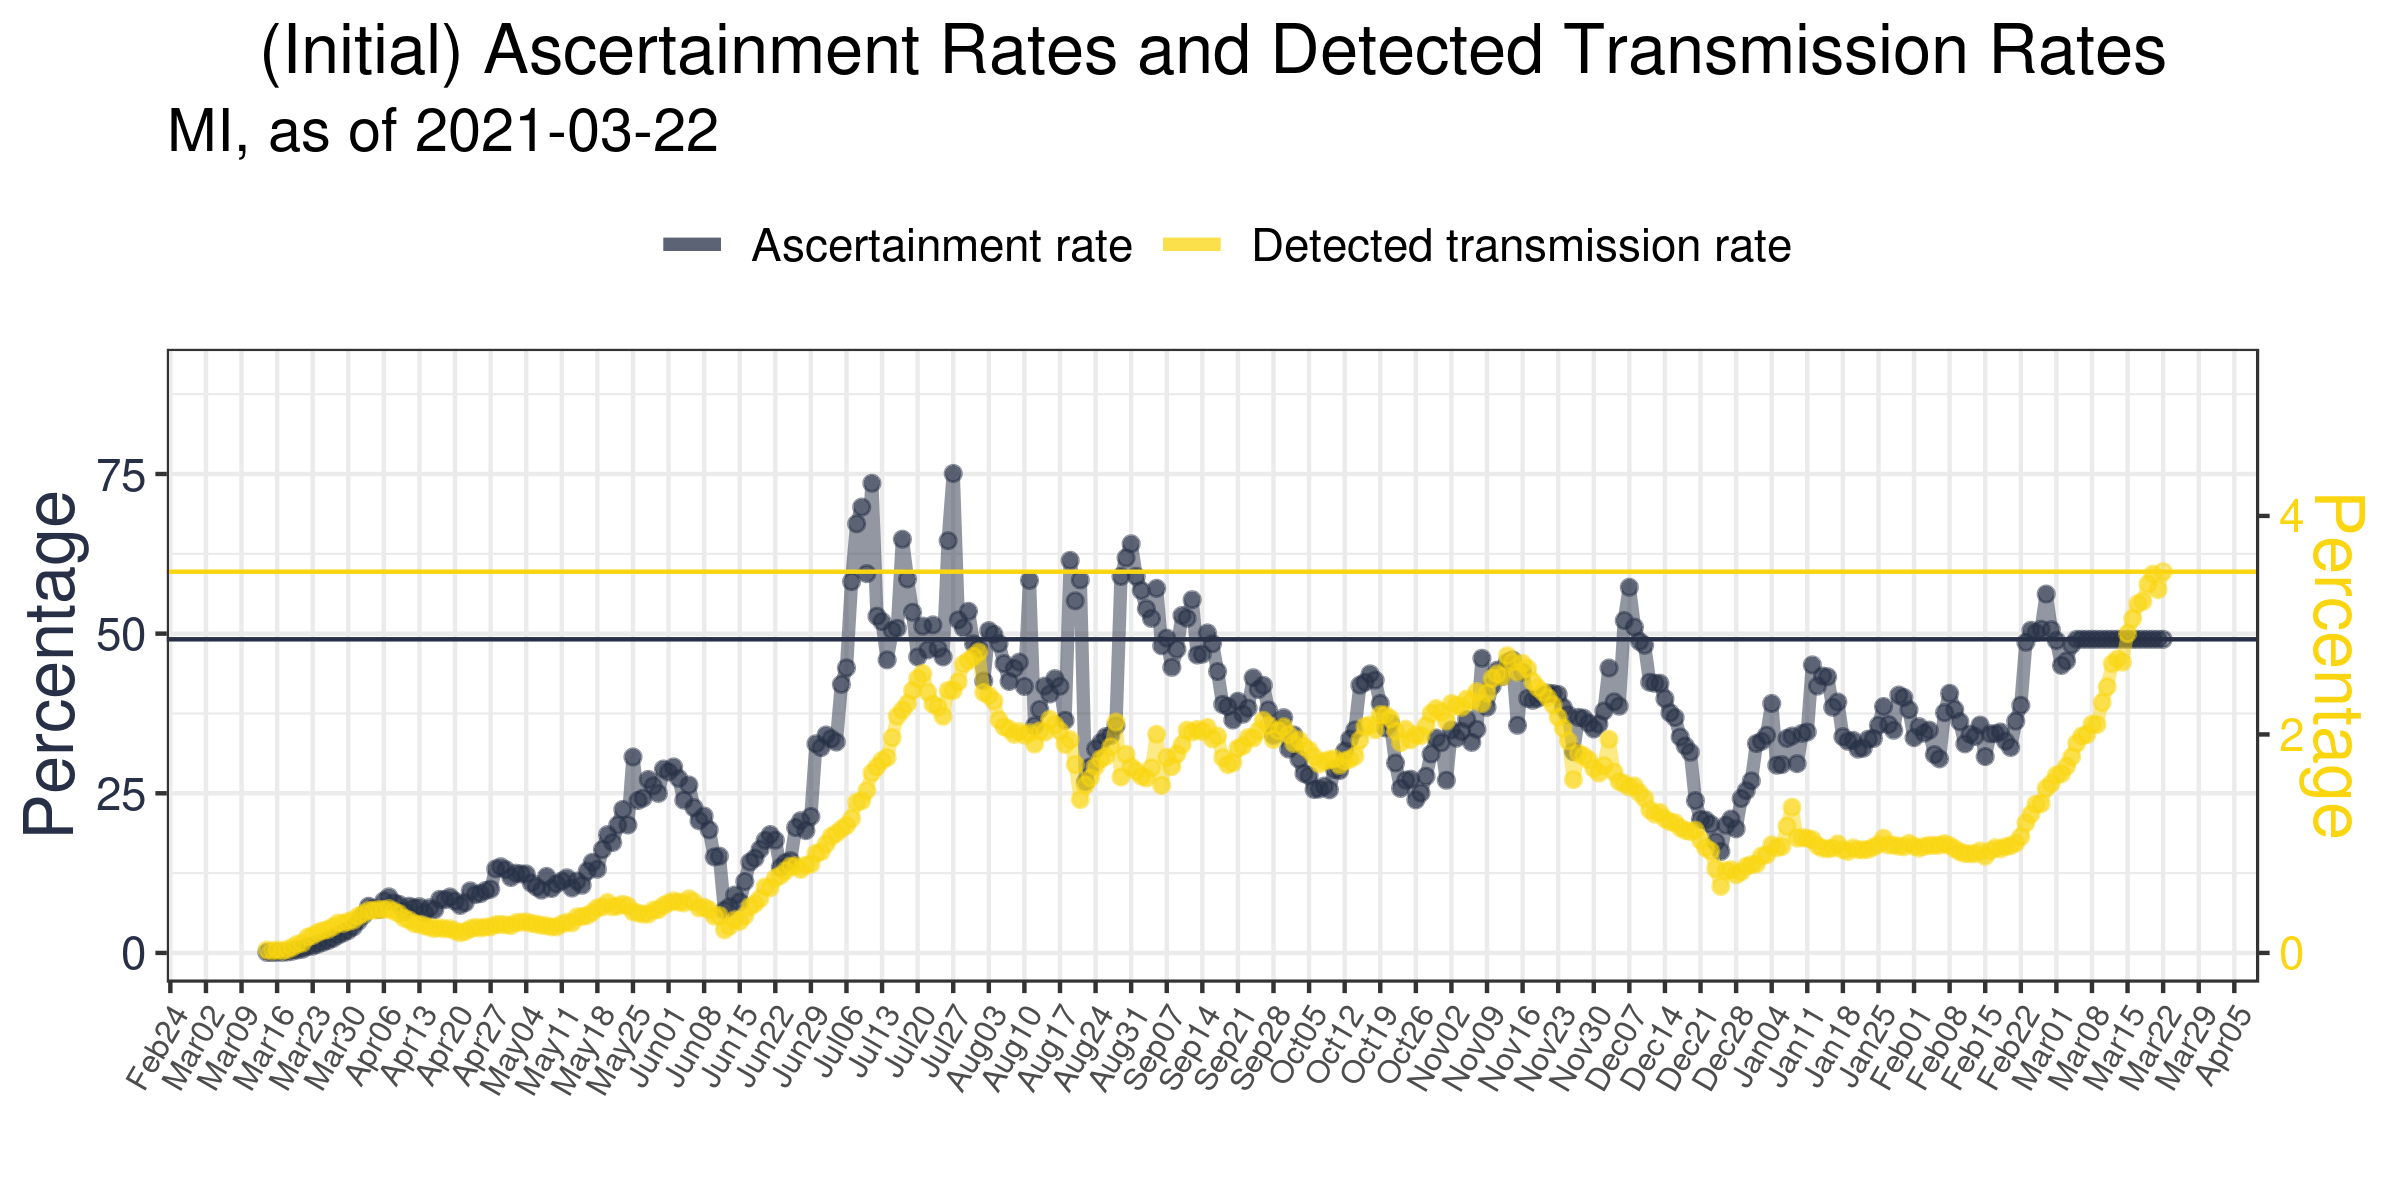 (Initial) Ascertainment Rates and Detected Transmission Rates
MI, as of 2021-03-22
Ascertainment rate Detected transmission rate
Percentage
75
50
25
0
4
2
0
Percentage
Feb24 Mar02 Mar09 Mar16 Mar23 Mar30 Apr06 Apr13 Apr20 Apr27 May04 May11 May18 May25 Jun01 Jun08 Jun15 Jun22 Jun29 Jul06 Jul13 Jul20 Jul27 Aug03 Aug10 Aug17 Aug24 Aug31 Sep07 Sep14 Sep21 Sep28 Oct05 Oct12 Oct19 Oct26 Nov02 Nov09 Nov16 Nov23 Nov30 Dec07 Dec14 Dec21 Dec28 Jan04 Jan11 Jan18 Jan25 Feb01 Feb08 Feb15 Feb22 Mar01 Mar08 Mar15 Mar22 Mar29 Apr05